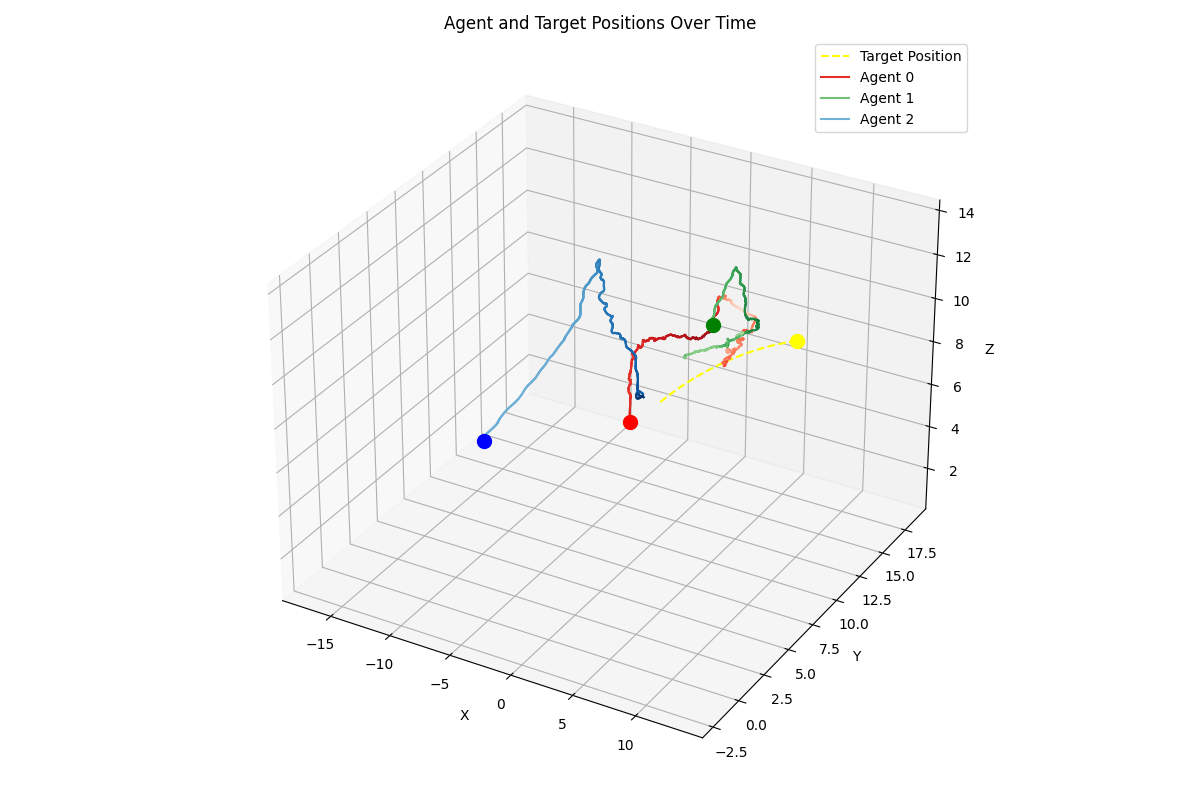 Agent and Target Positions Over Time
Target Position
Agent 0
Agent 1
Agent 2
14
12
10
8
6
4
2
Z
17.5
15.0
12.5
10.0
7.5
5.0
2.5
0.0
−2.5
Y
−15
−10
−5
0
5
10
X